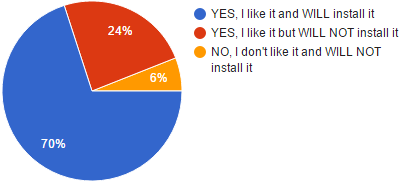 YES, I like it and WILL install it
YES, I like it but WILL NOT install it
NO, I don't like it and WILL NOT
install it
24%
6%
70%